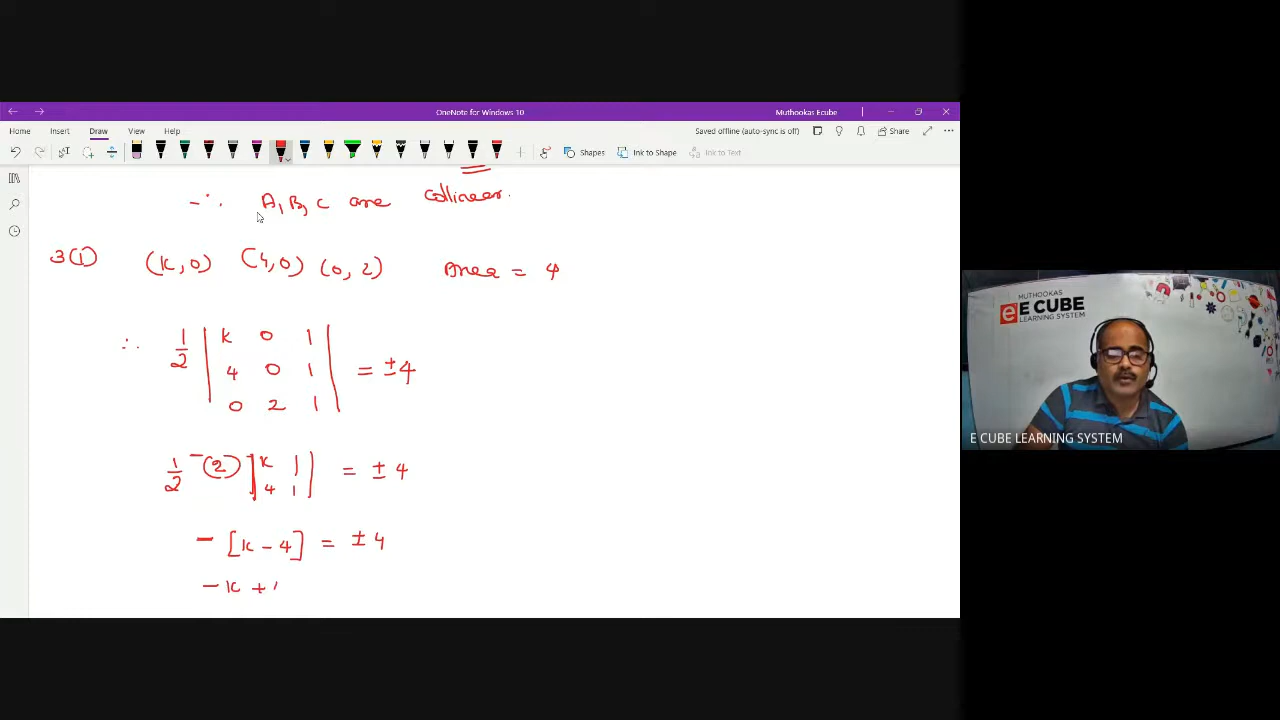 OneNote for Windows 10
Muthookas Ecube
Home Insert Draw View Help
Saved offline (auto-sync is off)
Share
Shapes
Ink to Shape
Ink to Text
∴ A, B, C are collinear.
3(1) (k, 0) (4, 0) (0, 2) Area = 4
∴ 1/2 | k 0 1
4 0 1 | = ±4
0 2 1
1/2 -(2) | k 1 | = ±4
4 1
- [k - 4] = ±4
- k +
MUTHOOKAS
e E CUBE
LEARNING SYSTEM
E CUBE LEARNING SYSTEM